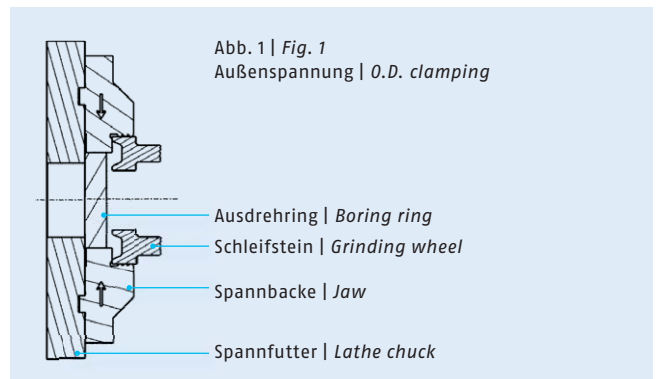 Abb. 1 | Fig. 1
Außenspannung | O.D. clamping
Ausdrehring | Boring ring
Schleifstein | Grinding wheel
Spannbacke | Jaw
Spannfutter | Lathe chuck